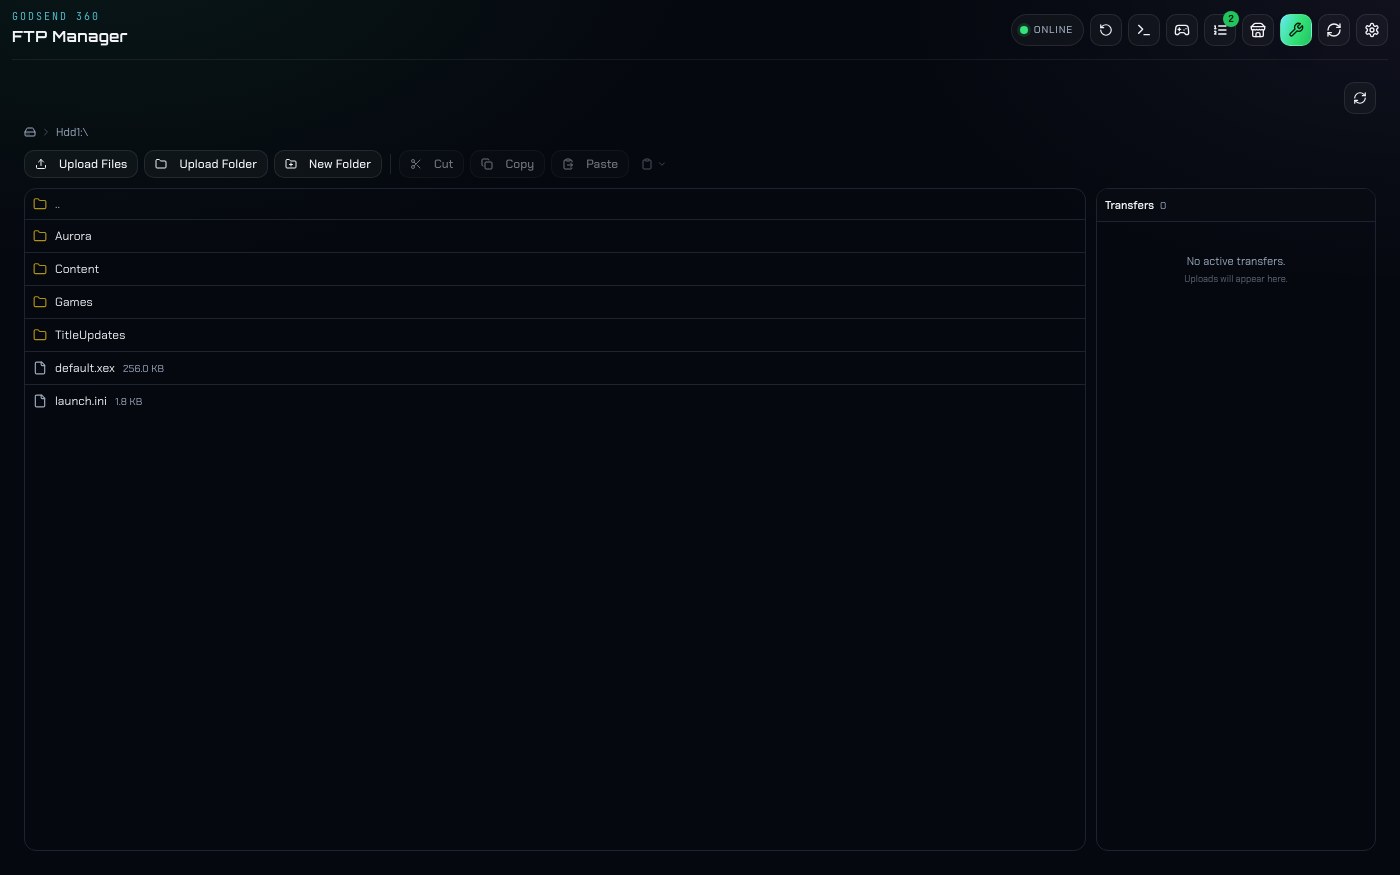 GODSEND 360
FTP Manager
ONLINE
2
Hdd1:\
Upload Files
Upload Folder
New Folder
Cut
Copy
Paste
..
Aurora
Content
Games
TitleUpdates
default.xex 256.0 KB
launch.ini 1.8 KB
Transfers 0
No active transfers.
Uploads will appear here.